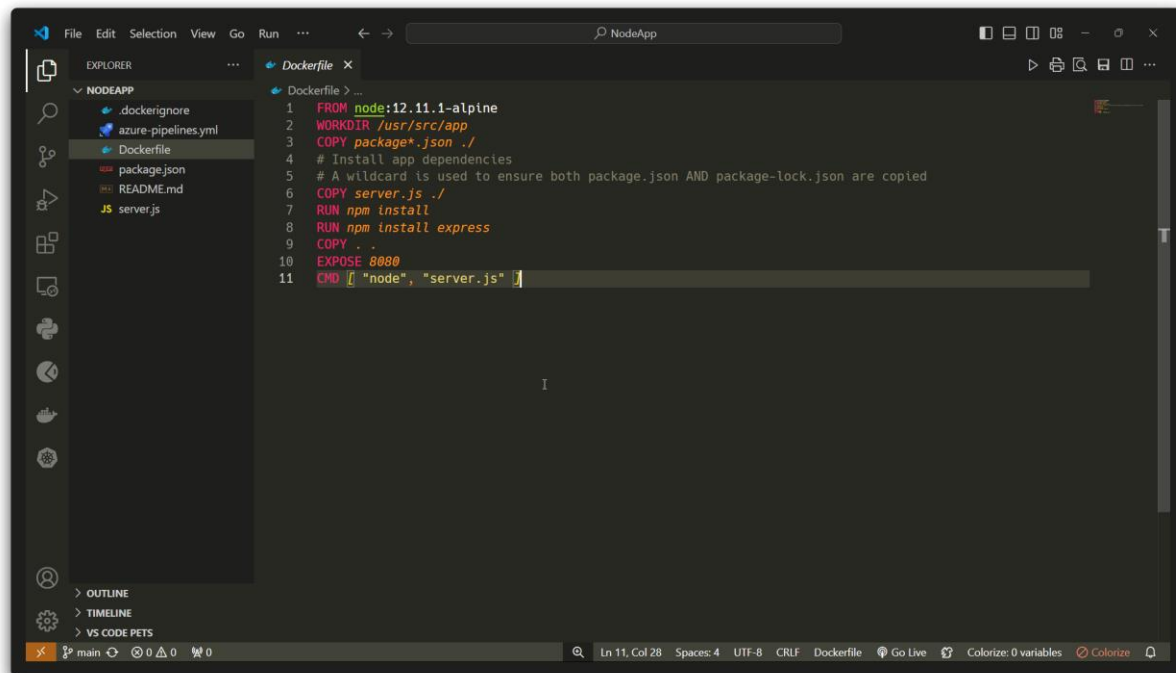 File Edit Selection View Go Run ··· NodeApp
EXPLORER ···
NODEAPP
.dockerignore
azure-pipelines.yml
Dockerfile
package.json
README.md
JS server.js
OUTLINE
TIMELINE
VS CODE PETS
Dockerfile
Dockerfile > ...
1 FROM node:12.11.1-alpine
2 WORKDIR /usr/src/app
3 COPY package*.json ./
4 # Install app dependencies
5 # A wildcard is used to ensure both package.json AND package-lock.json are copied
6 COPY server.js ./
7 RUN npm install
8 RUN npm install express
9 COPY . .
10 EXPOSE 8080
11 CMD [ "node", "server.js" ]
main 0 0 0 Ln 11, Col 28 Spaces: 4 UTF-8 CRLF Dockerfile Go Live Colorize: 0 variables Colorize